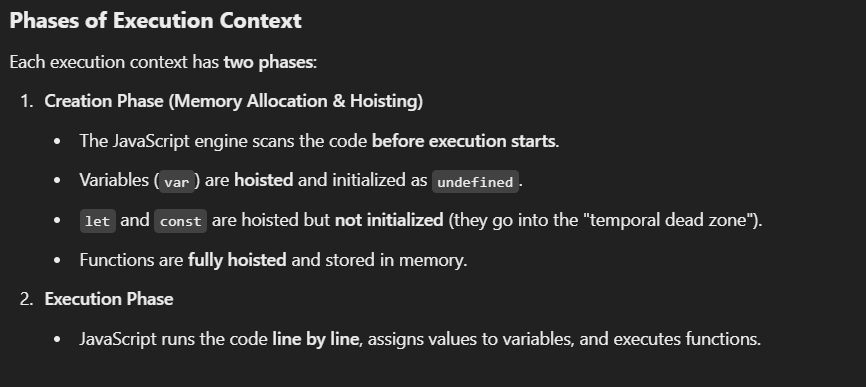 Phases of Execution Context
Each execution context has two phases:
1. Creation Phase (Memory Allocation & Hoisting)
• The JavaScript engine scans the code before execution starts.
• Variables (var) are hoisted and initialized as undefined.
• let and const are hoisted but not initialized (they go into the "temporal dead zone").
• Functions are fully hoisted and stored in memory.
2. Execution Phase
• JavaScript runs the code line by line, assigns values to variables, and executes functions.